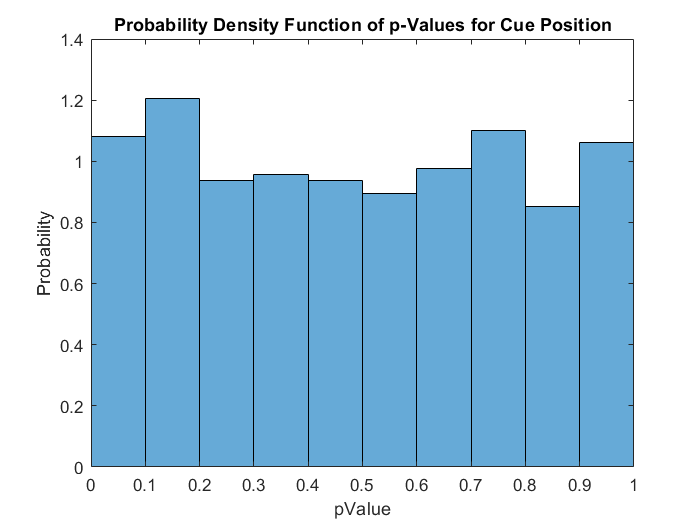 Probability Density Function of p-Values for Cue Position
1.4
1.2
1
0.8
0.6
0.4
0.2
0
Probability
0 0.1 0.2 0.3 0.4 0.5 0.6 0.7 0.8 0.9 1
pValue